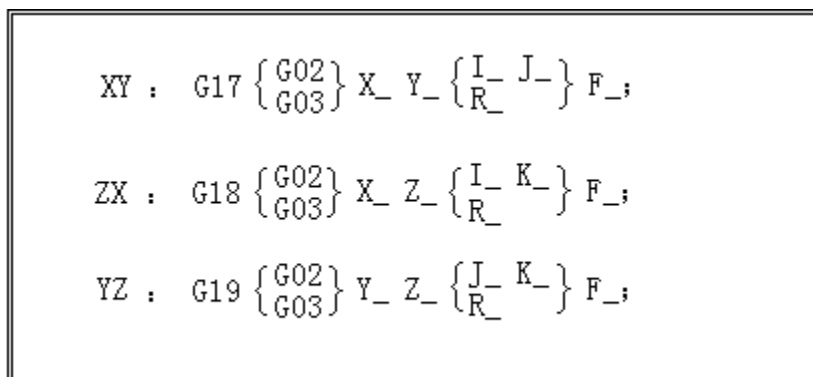 XY : G17 {G02 G03} X_ Y_ {I_ J_ R_} F_;
ZX : G18 {G02 G03} X_ Z_ {I_ K_ R_} F_;
YZ : G19 {G02 G03} Y_ Z_ {J_ K_ R_} F_;